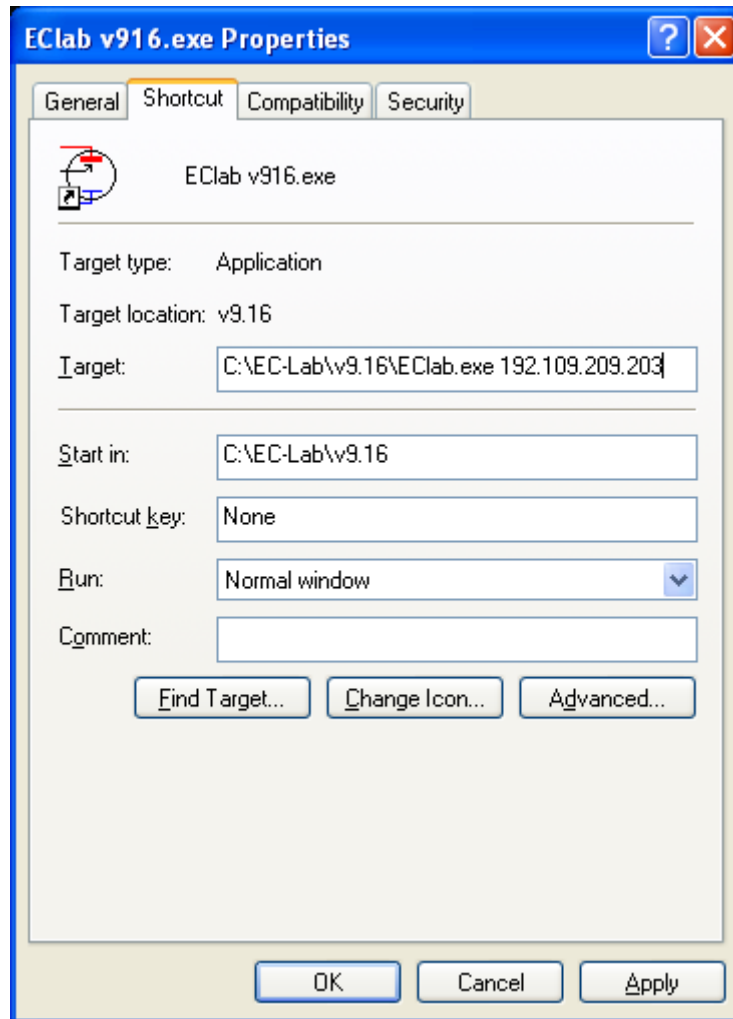 EClab v916.exe Properties
General Shortcut Compatibility Security
EClab v916.exe
Target type: Application
Target location: v9.16
Target: C:\EC-Lab\v9.16\EClab.exe 192.109.209.203
Start in: C:\EC-Lab\v9.16
Shortcut key: None
Run: Normal window
Comment:
Find Target... Change Icon... Advanced...
OK Cancel Apply